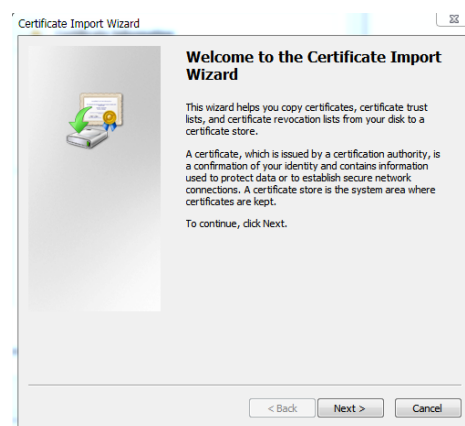 Certificate Import Wizard
Welcome to the Certificate Import
Wizard
This wizard helps you copy certificates, certificate trust
lists, and certificate revocation lists from your disk to a
certificate store.
A certificate, which is issued by a certification authority, is
a confirmation of your identity and contains information
used to protect data or to establish secure network
connections. A certificate store is the system area where
certificates are kept.
To continue, click Next.
< Back Next > Cancel